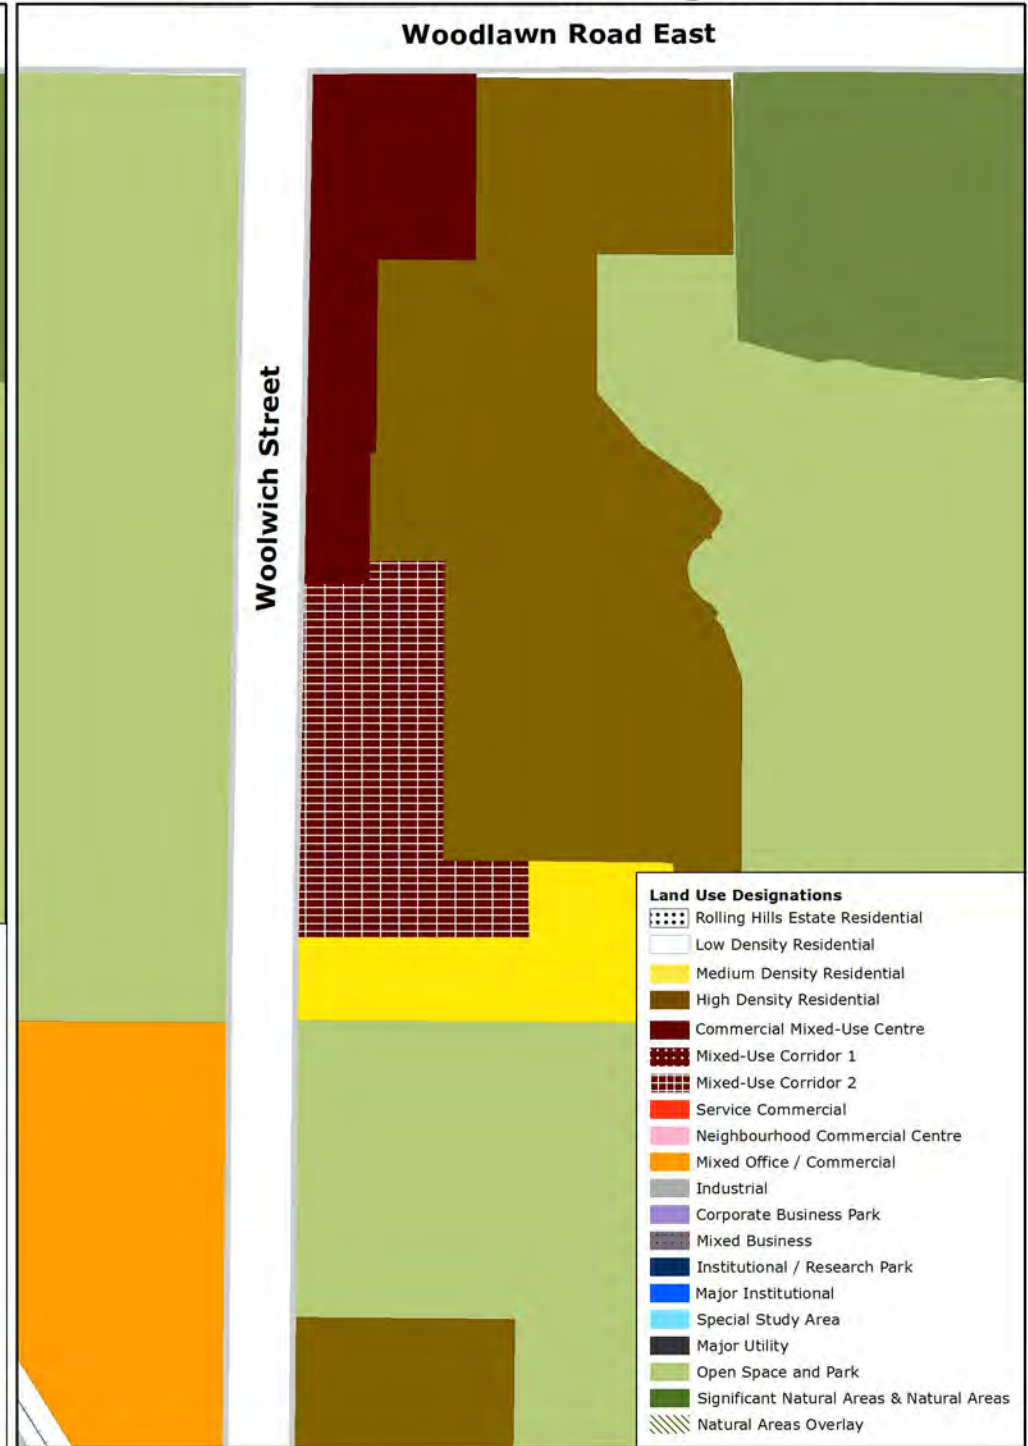 Woodlawn Road East
Woolwich Street
Land Use Designations
Rolling Hills Estate Residential
Low Density Residential
Medium Density Residential
High Density Residential
Commercial Mixed-Use Centre
Mixed-Use Corridor 1
Mixed-Use Corridor 2
Service Commercial
Neighbourhood Commercial Centre
Mixed Office / Commercial
Industrial
Corporate Business Park
Mixed Business
Institutional / Research Park
Major Institutional
Special Study Area
Major Utility
Open Space and Park
Significant Natural Areas & Natural Areas
Natural Areas Overlay